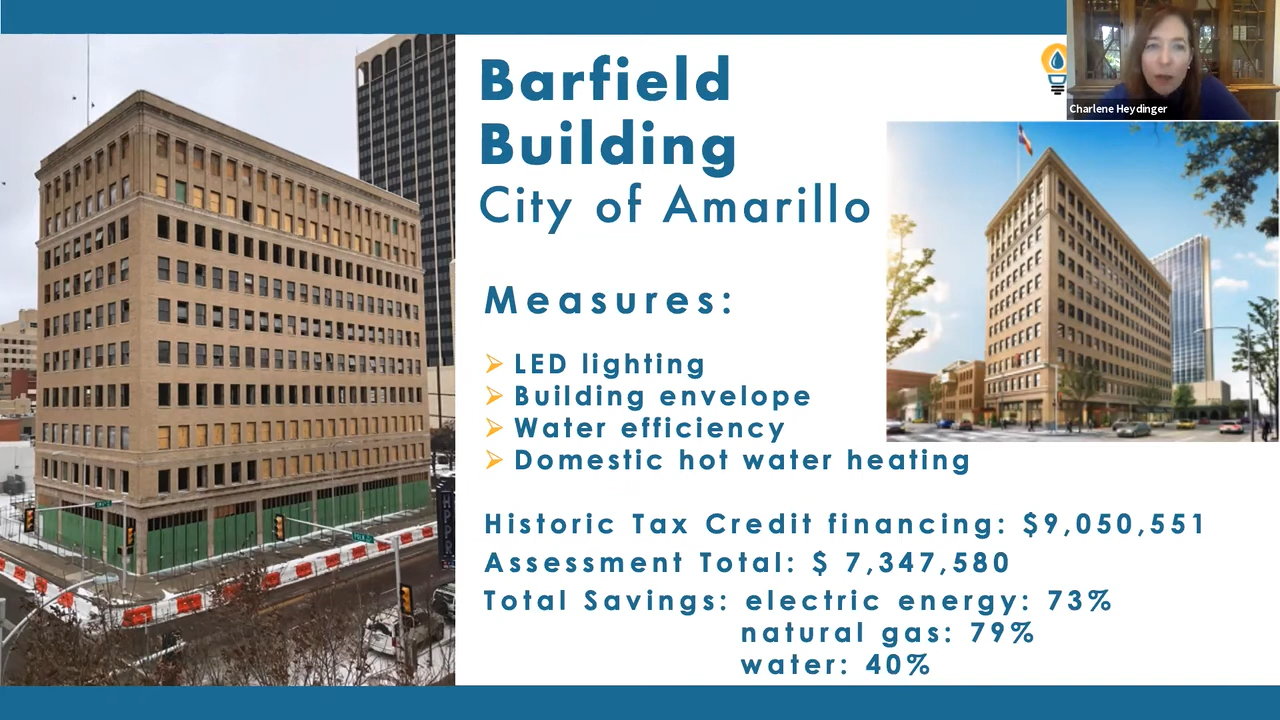 Barfield
Building
City of Amarillo
Charlene Heydinger
Measures:
➢ LED lighting
➢ Building envelope
➢ Water efficiency
➢ Domestic hot water heating
Historic Tax Credit financing: $9,050,551
Assessment Total: $ 7,347,580
Total Savings: electric energy: 73%
natural gas: 79%
water: 40%